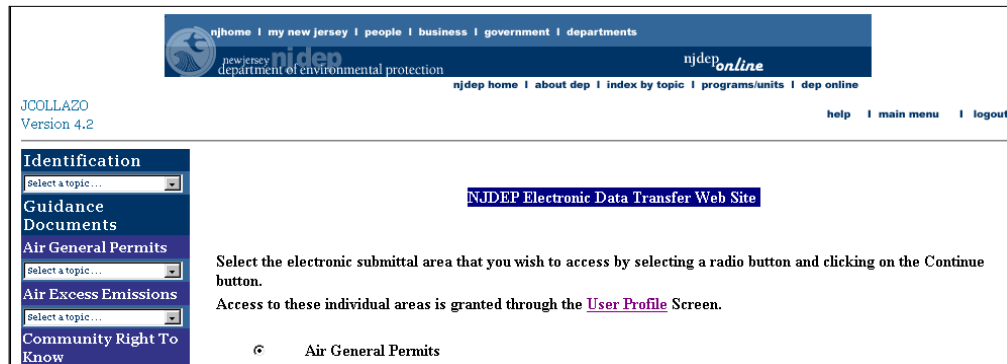 njhome I my new jersey I people I business I government I departments
newjersey njdep
department of environmental protection
njdep online
njdep home I about dep I index by topic I programs/units I dep online
JCOLLAZO
Version 4.2
help I main menu I logout
Identification
Select a topic...
Guidance
Documents
Air General Permits
Select a topic...
Air Excess Emissions
Select a topic...
Community Right To
Know
NJDEP Electronic Data Transfer Web Site
Select the electronic submittal area that you wish to access by selecting a radio button and clicking on the Continue
button.
Access to these individual areas is granted through the User Profile Screen.
Air General Permits